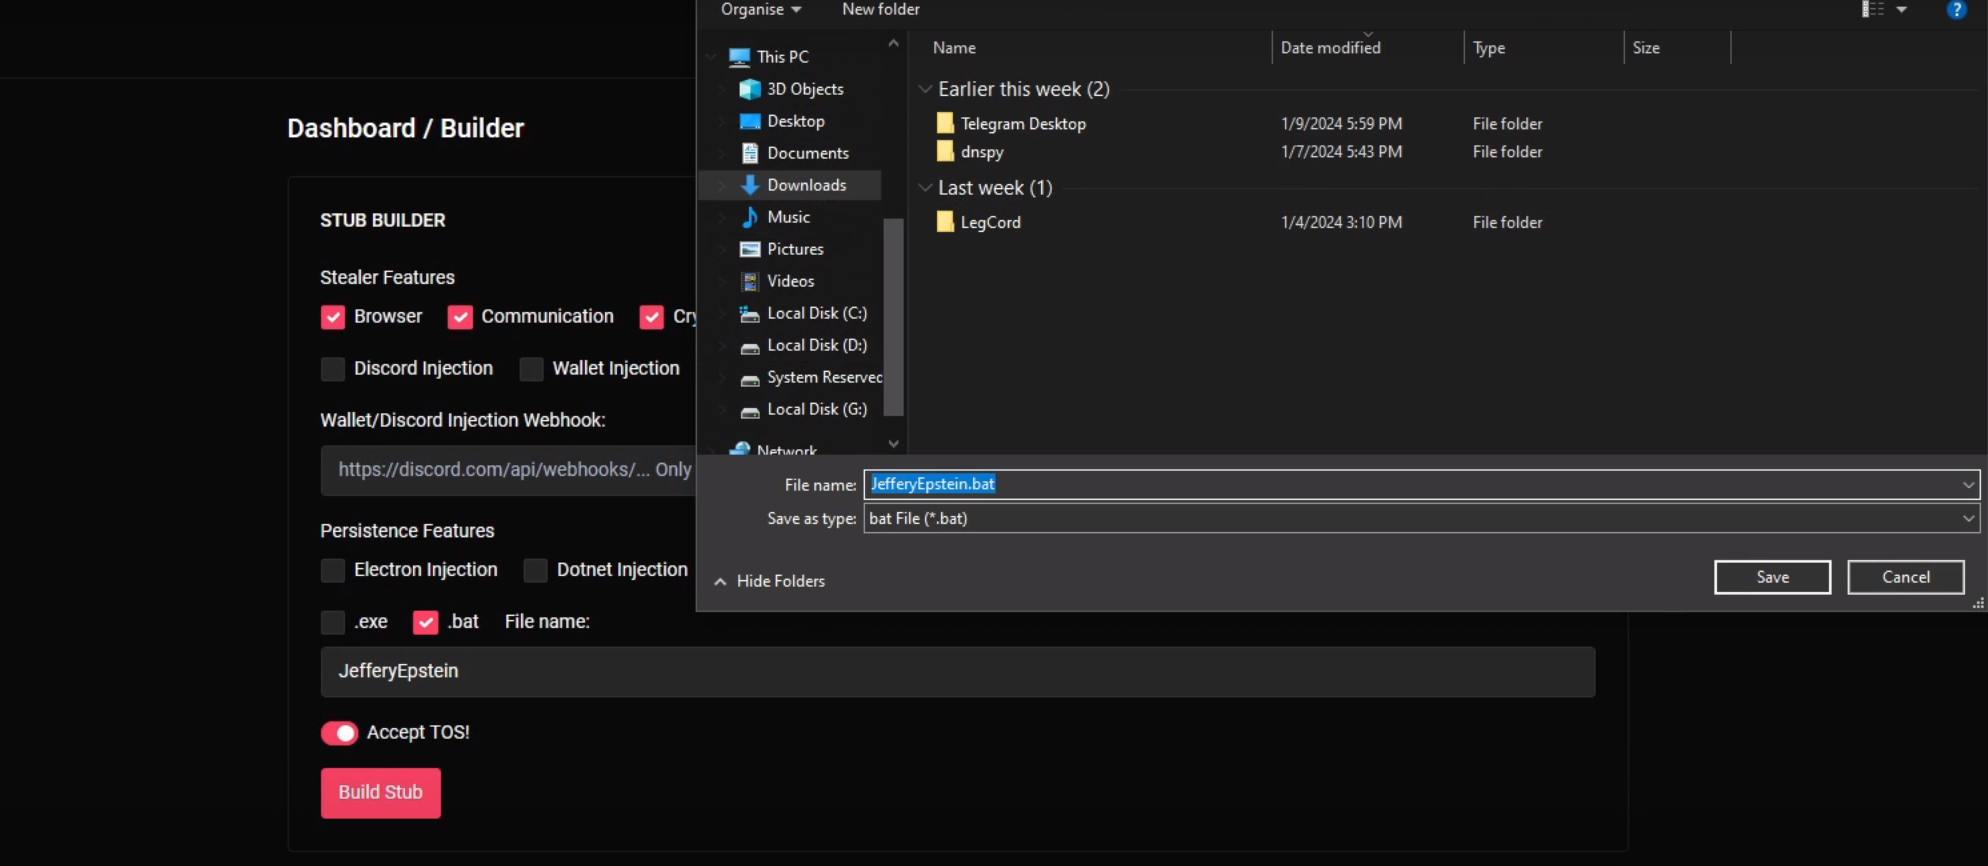 Organise
New folder
?
Dashboard / Builder
STUB BUILDER
Stealer Features
Browser
Communication
Discord Injection
Wallet Injection
Wallet/Discord Injection Webhook:
https://discord.com/api/webhooks/... Only
Persistence Features
Electron Injection
Dotnet Injection
.exe
.bat
File name:
JefferyEpstein
Accept TOS!
Build Stub
This PC
3D Objects
Desktop
Documents
Downloads
Music
Pictures
Videos
Local Disk (C:)
Local Disk (D:)
System Reserved
Local Disk (G:)
Network
Name
Date modified
Type
Size
Earlier this week (2)
Telegram Desktop
1/9/2024 5:59 PM
File folder
dnspy
1/7/2024 5:43 PM
File folder
Last week (1)
LegCord
1/4/2024 3:10 PM
File folder
File name:
JefferyEpstein.bat
Save as type:
bat File (*.bat)
Hide Folders
Save
Cancel